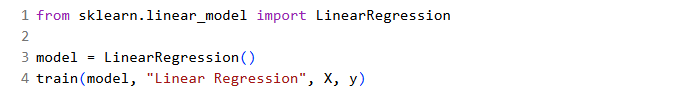 1 from sklearn.linear_model import LinearRegression
2
3 model = LinearRegression()
4 train(model, "Linear Regression", X, y)